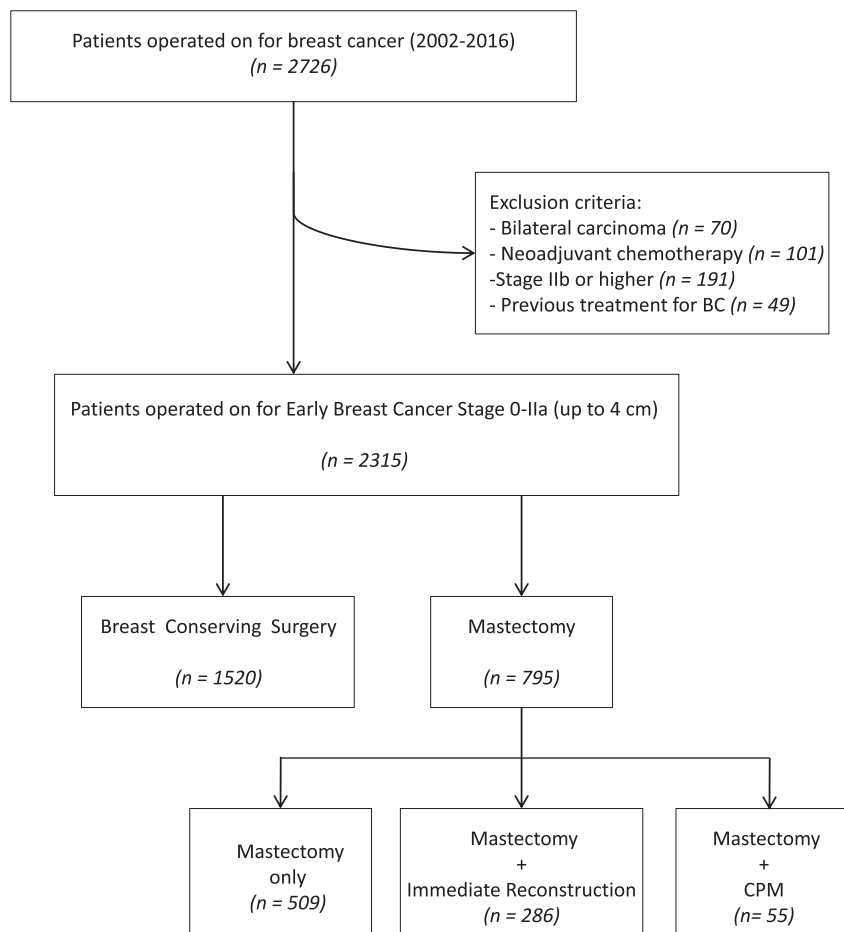 Patients operated on for breast cancer (2002-2016)
(n = 2726)
Exclusion criteria:
- Bilateral carcinoma (n = 70)
- Neoadjuvant chemotherapy (n = 101)
-Stage IIb or higher (n = 191)
- Previous treatment for BC (n = 49)
Patients operated on for Early Breast Cancer Stage 0-IIa (up to 4 cm)
(n = 2315)
Breast Conserving Surgery
(n = 1520)
Mastectomy
(n = 795)
Mastectomy
only
(n = 509)
Mastectomy
+
Immediate Reconstruction
(n = 286)
Mastectomy
+
CPM
(n= 55)